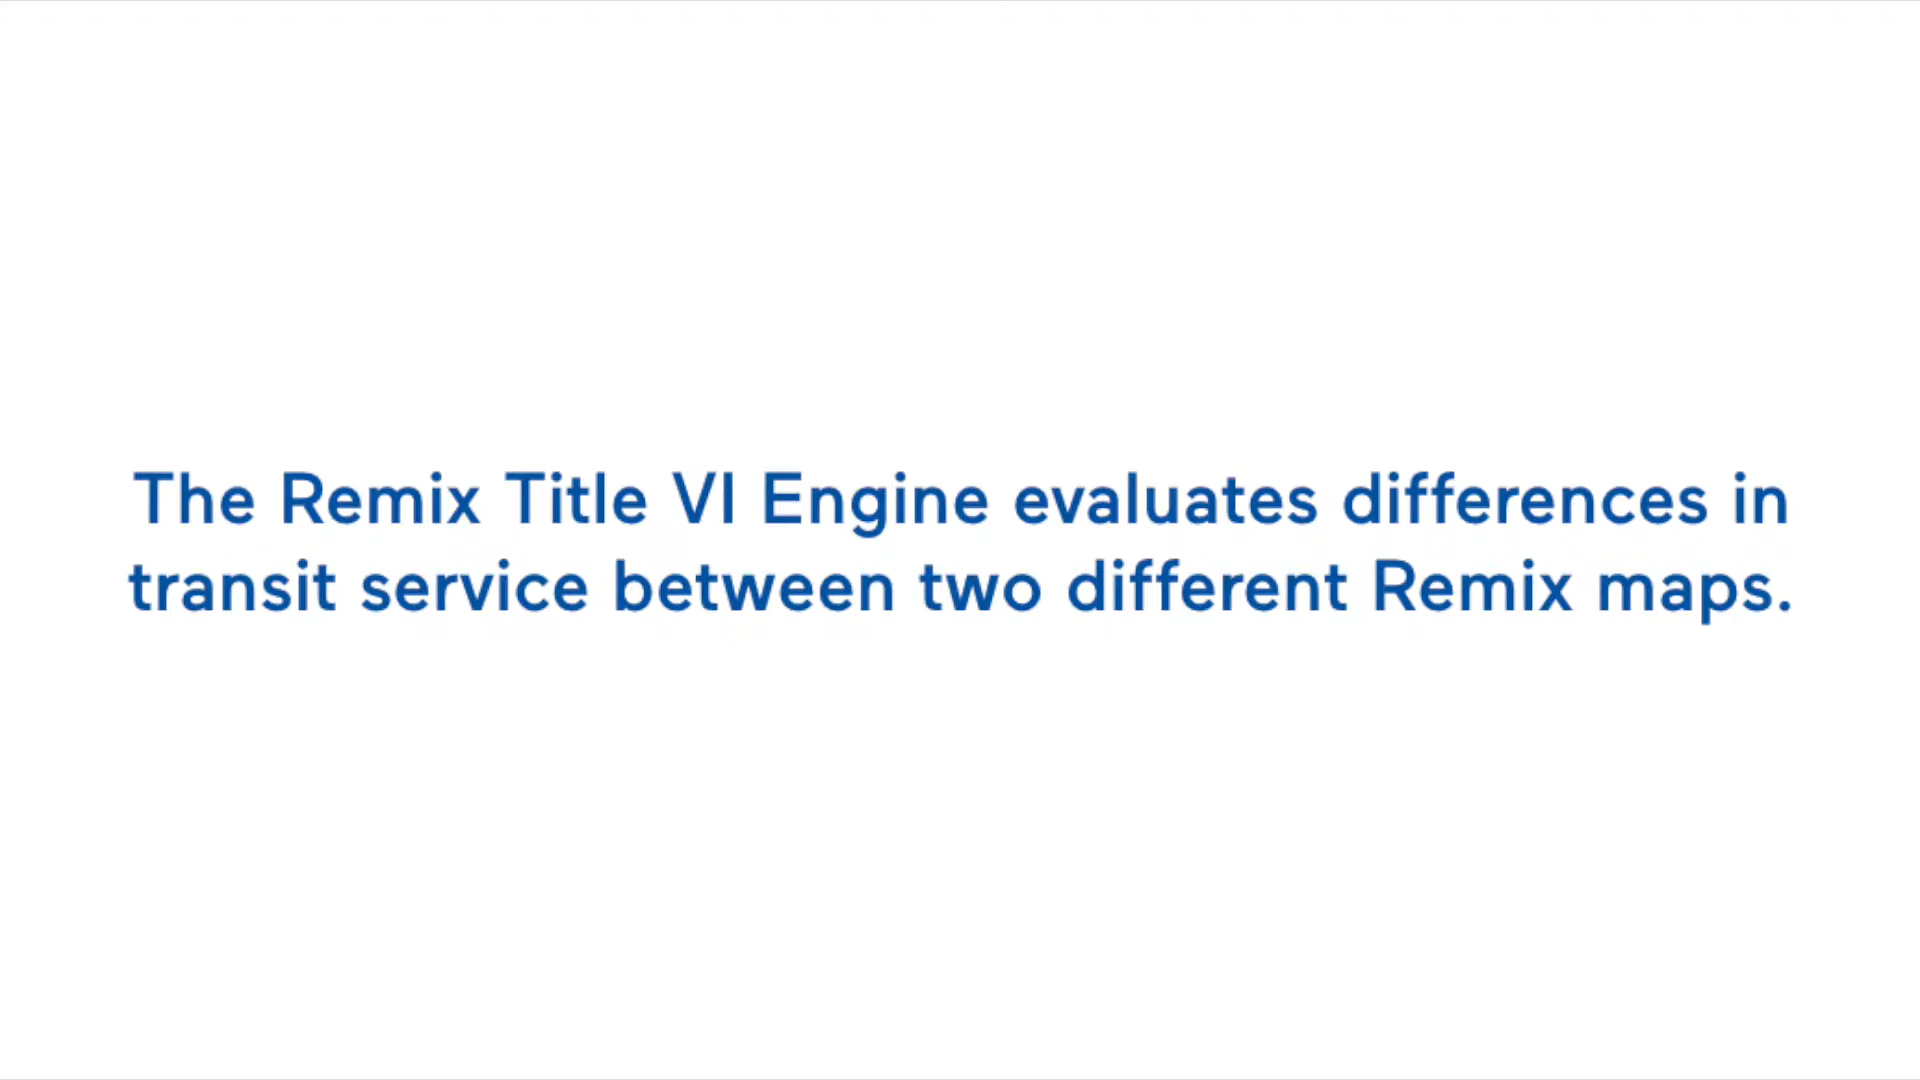 The Remix Title VI Engine evaluates differences in
transit service between two different Remix maps.